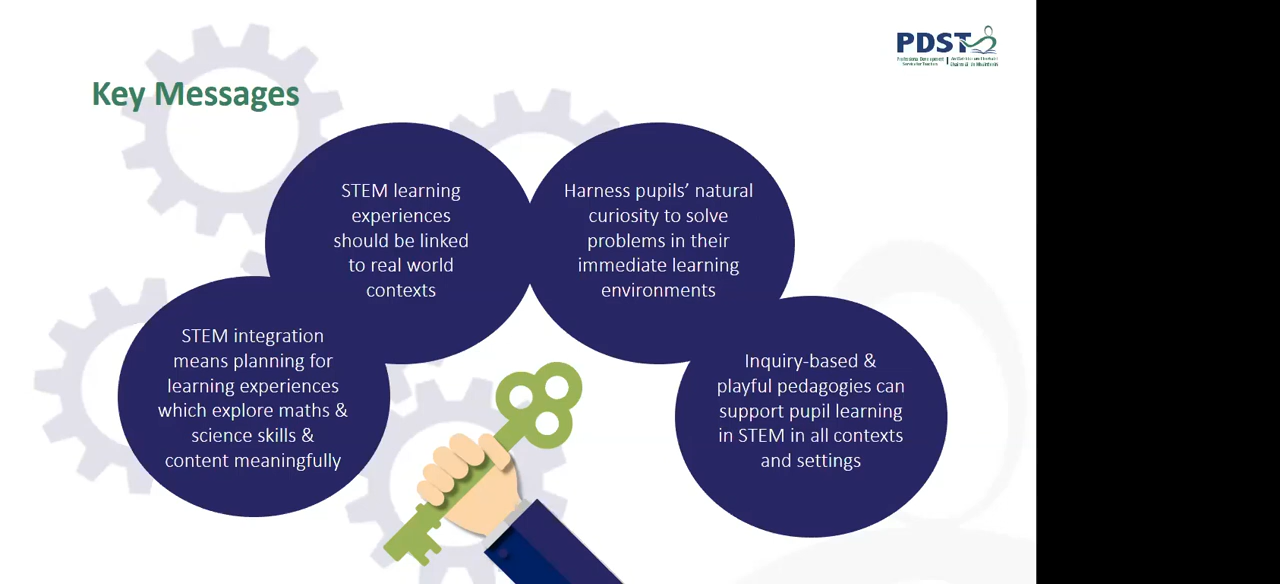 PDST
Key Messages
STEM learning
experiences
should be linked
to real world
contexts
Harness pupils’ natural
curiosity to solve
problems in their
immediate learning
environments
STEM integration
means planning for
learning experiences
which explore maths &
science skills &
content meaningfully
Inquiry-based &
playful pedagogies can
support pupil learning
in STEM in all contexts
and settings